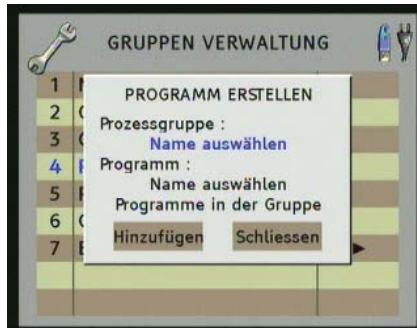 GRUPPEN VERWALTUNG
PROGRAMM ERSTELLEN
Prozessgruppe :
Name auswählen
Programm :
Name auswählen
Programme in der Gruppe
Hinzufügen
Schliessen
1
2
3
4
5
6
7